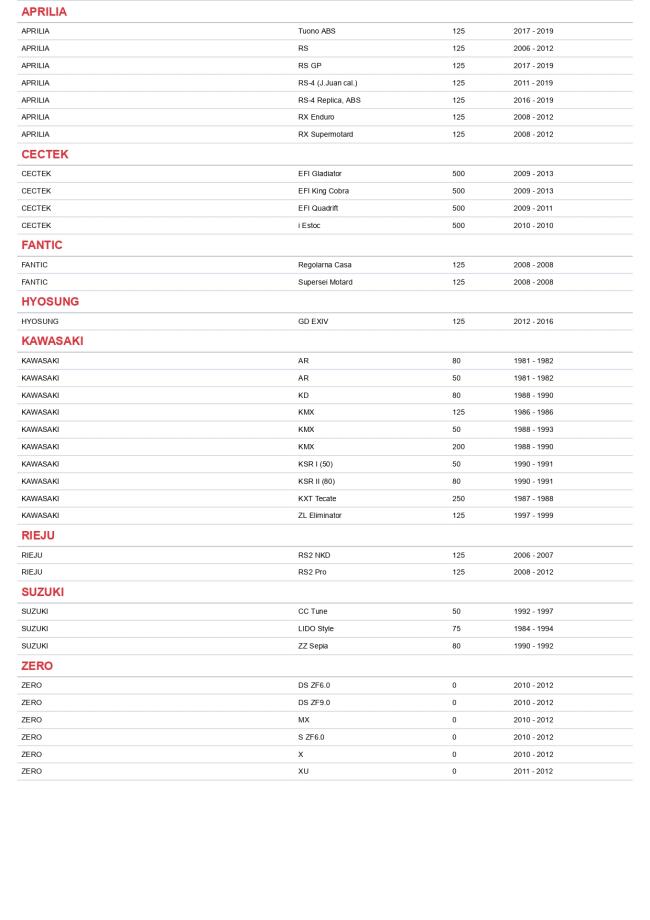 APRILIA
APRILIA Tuono ABS 125 2017 - 2019
APRILIA RS 125 2006 - 2012
APRILIA RS GP 125 2017 - 2019
APRILIA RS-4 (J.Juan cal.) 125 2011 - 2019
APRILIA RS-4 Replica, ABS 125 2016 - 2019
APRILIA RX Enduro 125 2008 - 2012
APRILIA RX Supermotard 125 2008 - 2012
CECTEK
CECTEK EFI Gladiator 500 2009 - 2013
CECTEK EFI King Cobra 500 2009 - 2013
CECTEK EFI Quadrift 500 2009 - 2011
CECTEK i Estoc 500 2010 - 2010
FANTIC
FANTIC Regolarna Casa 125 2008 - 2008
FANTIC Supersei Motard 125 2008 - 2008
HYOSUNG
HYOSUNG GD EXIV 125 2012 - 2016
KAWASAKI
KAWASAKI AR 80 1981 - 1982
KAWASAKI AR 50 1981 - 1982
KAWASAKI KD 80 1988 - 1990
KAWASAKI KMX 125 1986 - 1986
KAWASAKI KMX 50 1988 - 1993
KAWASAKI KMX 200 1988 - 1990
KAWASAKI KSR I (50) 50 1990 - 1991
KAWASAKI KSR II (80) 80 1990 - 1991
KAWASAKI KXT Tecate 250 1987 - 1988
KAWASAKI ZL Eliminator 125 1997 - 1999
RIEJU
RIEJU RS2 NKD 125 2006 - 2007
RIEJU RS2 Pro 125 2008 - 2012
SUZUKI
SUZUKI CC Tune 50 1992 - 1997
SUZUKI LIDO Style 75 1984 - 1994
SUZUKI ZZ Sepia 80 1990 - 1992
ZERO
ZERO DS ZF6.0 0 2010 - 2012
ZERO DS ZF9.0 0 2010 - 2012
ZERO MX 0 2010 - 2012
ZERO S ZF6.0 0 2010 - 2012
ZERO X 0 2010 - 2012
ZERO XU 0 2011 - 2012